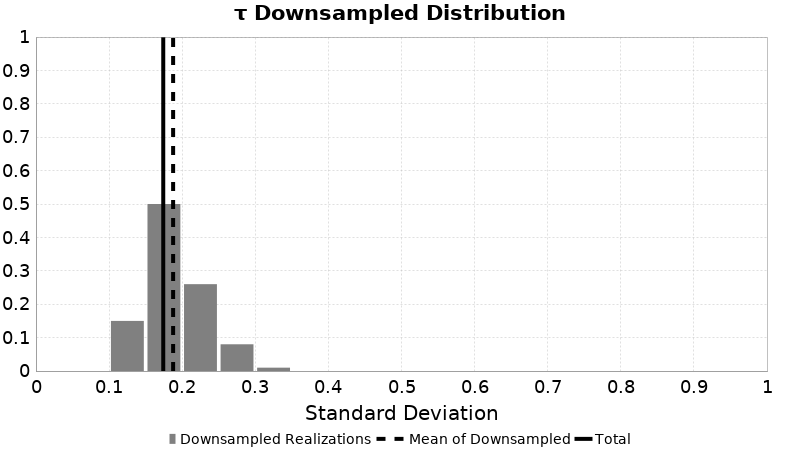 τ Downsampled Distribution
1
0.9
0.8
0.7
0.6
0.5
0.4
0.3
0.2
0.1
0
0 0.1 0.2 0.3 0.4 0.5 0.6 0.7 0.8 0.9 1
Standard Deviation
Downsampled Realizations Mean of Downsampled Total